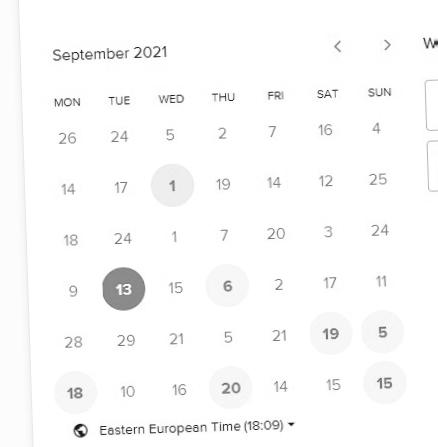 September 2021
W
MON TUE WED THU FRI SAT SUN
26 24 5 2 7 16 4
14 17 1 19 14 12 25
18 24 1 7 20 3 24
9 13 15 6 2 17 11
28 29 21 5 21 19 5
18 10 16 20 14 15 15
Eastern European Time (18:09)